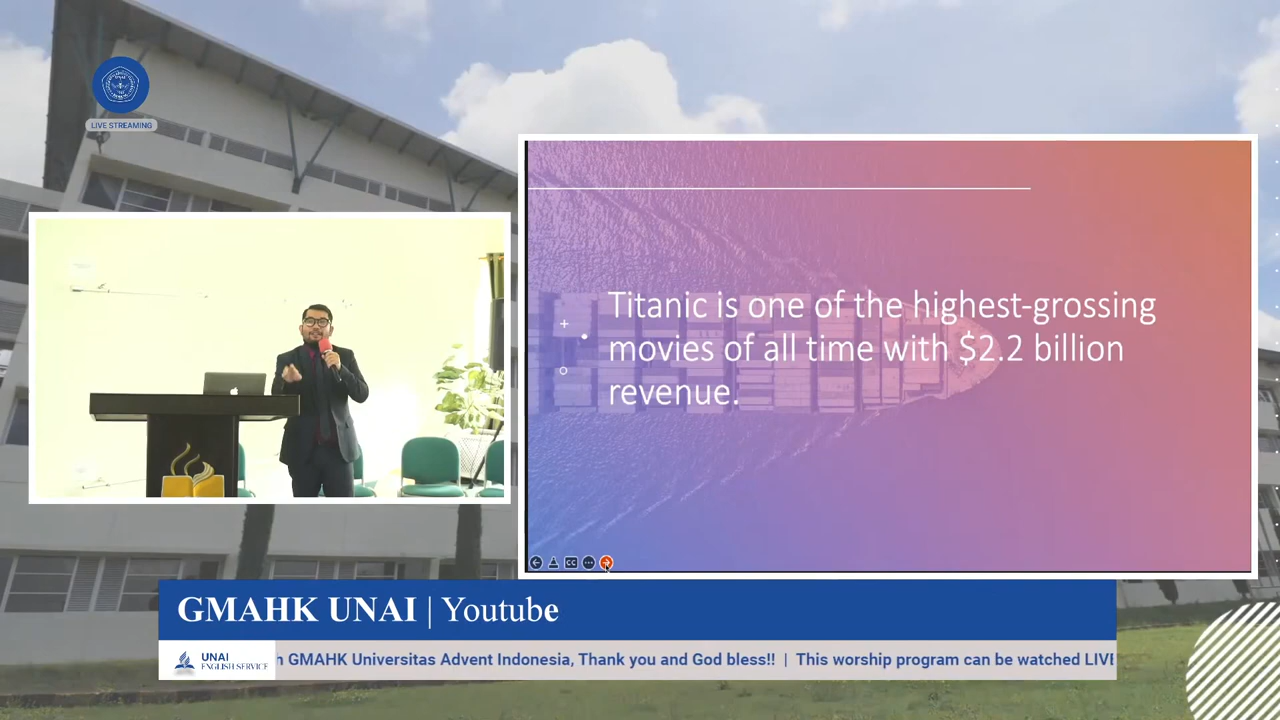 LIVE STREAMING
Titanic is one of the highest-grossing
movies of all time with $2.2 billion
revenue.
CC
GMAHK UNAI | Youtube
UNAI
ENGLISH SERVICE
GMAHK Universitas Advent Indonesia, Thank you and God bless!! | This worship program can be watched LIVE